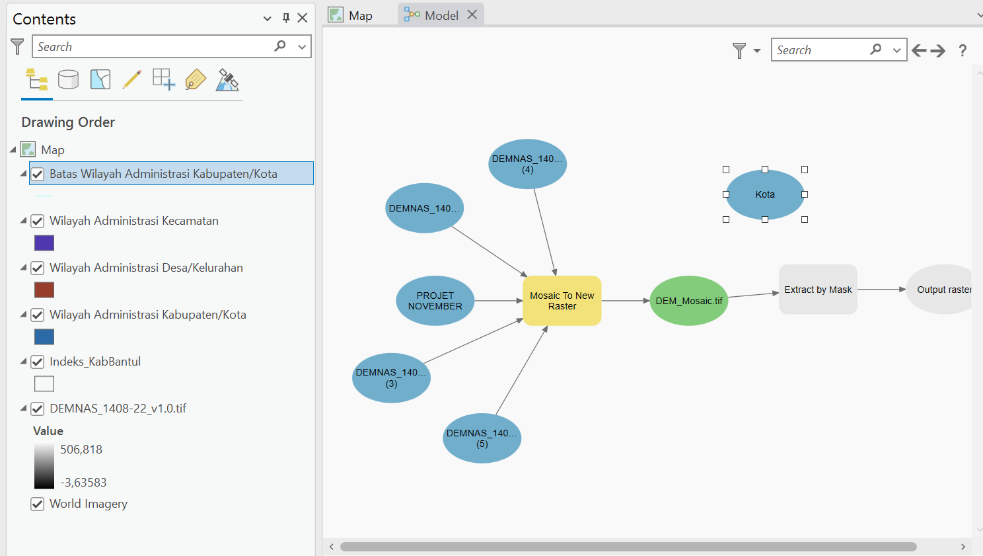 Contents
Search
Drawing Order
Map
Batas Wilayah Administrasi Kabupaten/Kota
Wilayah Administrasi Kecamatan
Wilayah Administrasi Desa/Kelurahan
Wilayah Administrasi Kabupaten/Kota
Indeks_KabBantul
DEMNAS_1408-22_v1.0.tif
Value
506,818
-3,63583
World Imagery
Map
Model
Search
?
DEMNAS_140...
(4)
Kota
DEMNAS_140...
PROJET
NOVEMBER
Mosaic To New
Raster
DEM_Mosaic.tif
Extract by Mask
Output raster
DEMNAS_140...
(3)
DEMNAS_140...
(5)